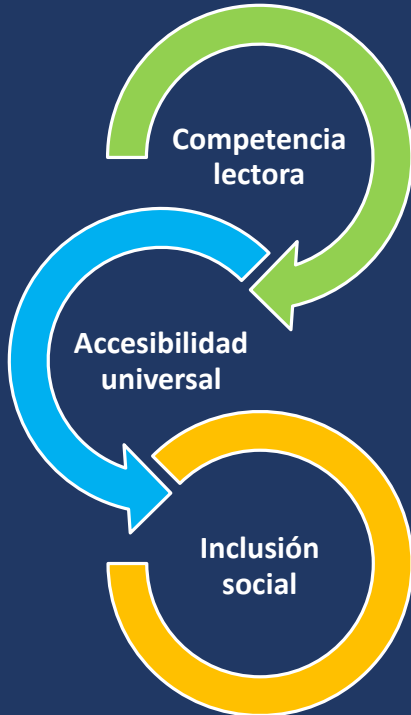 Competencia
lectora
Accesibilidad
universal
Inclusión
social